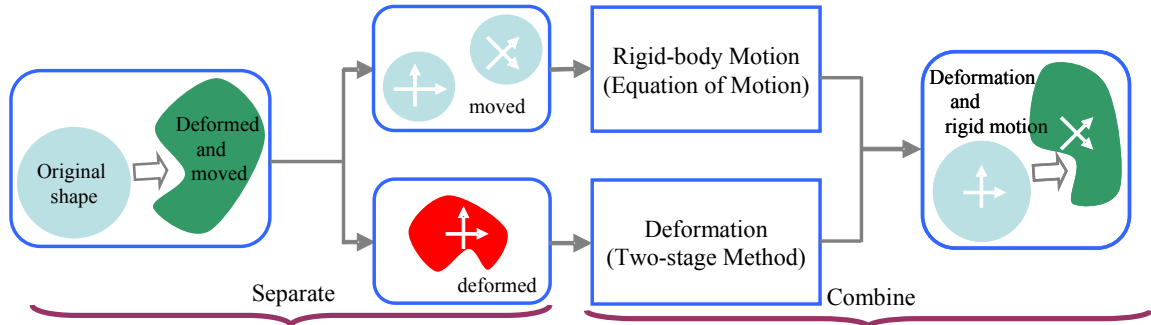 Original
shape
Deformed
and
moved
moved
deformed
Separate
Rigid-body Motion
(Equation of Motion)
Deformation
(Two-stage Method)
Deformation
and
rigid motion
Combine